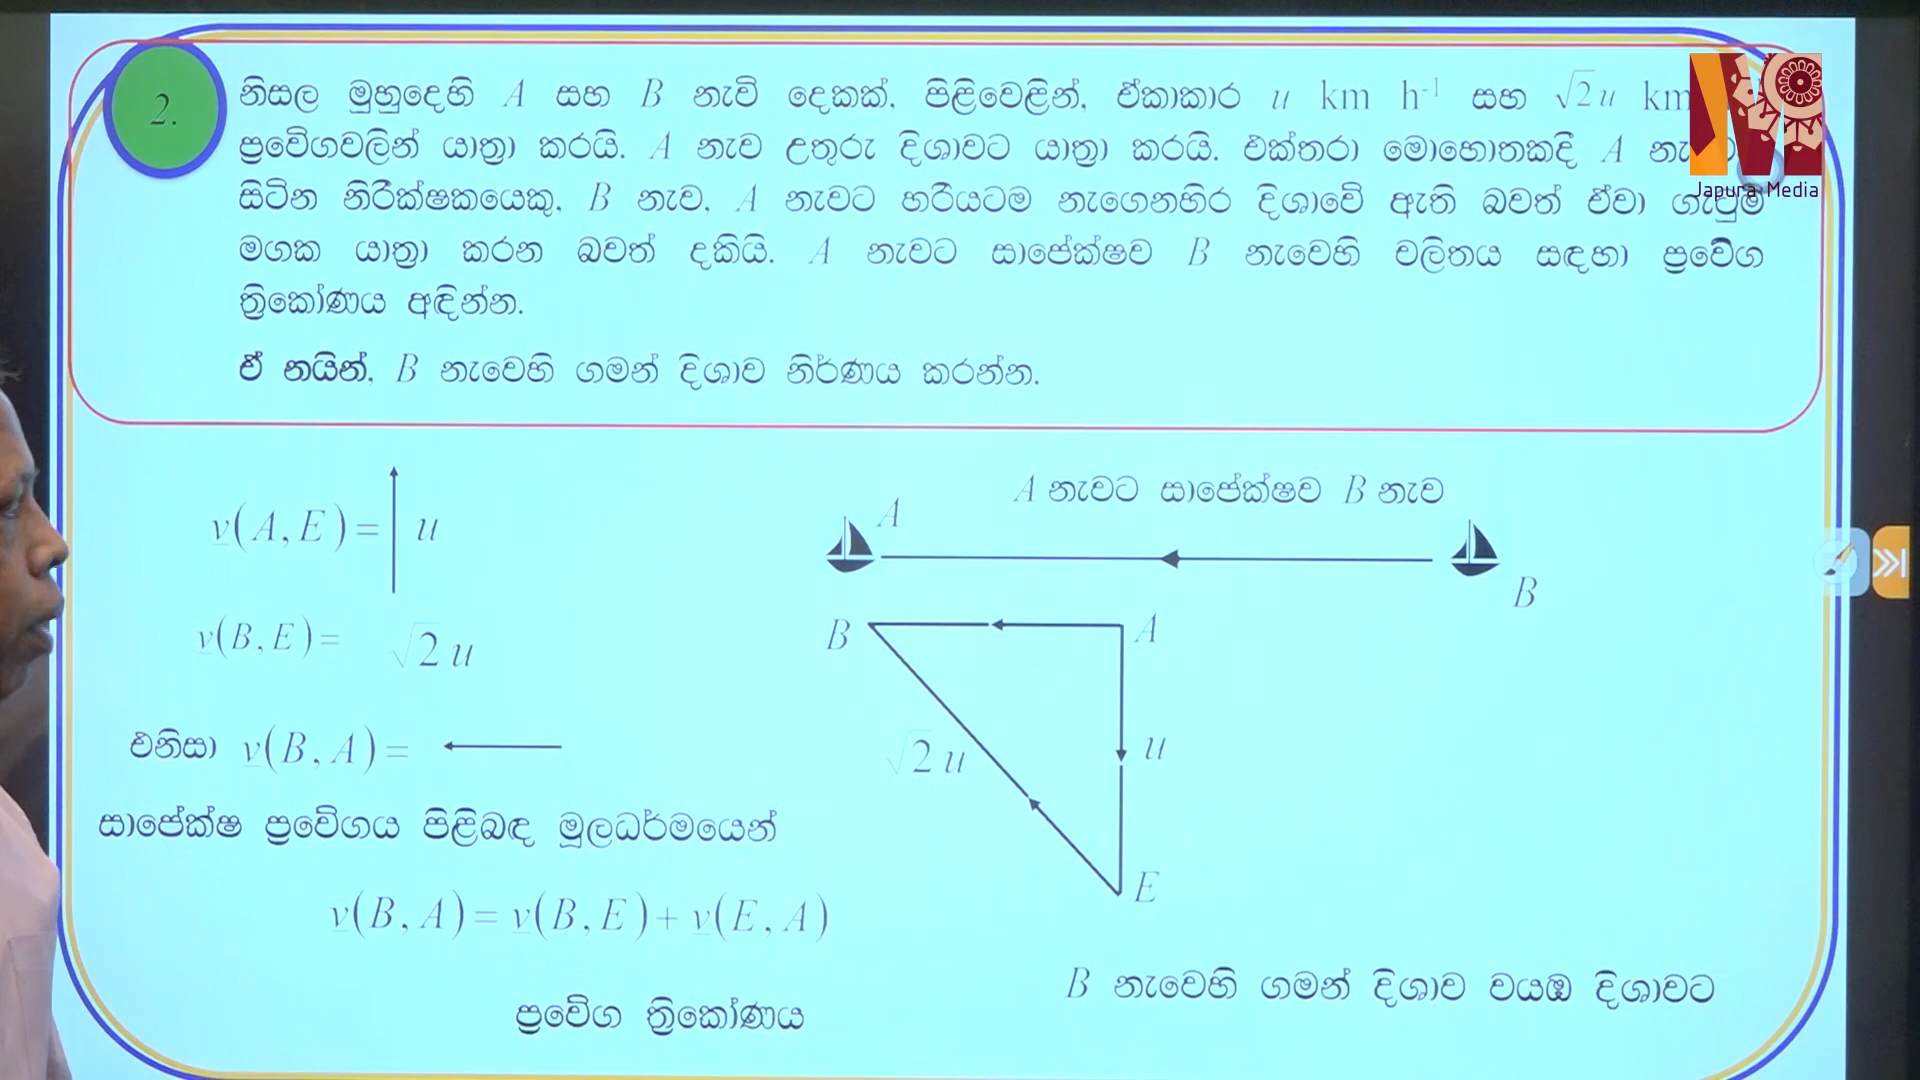 2.
නිසල මුහුදෙහි A සහ B නැව් දෙකක්, පිළිවෙළින්, ඒකාකාර u km h⁻¹ සහ √2u km
ප්‍රවේගවලින් යාත්‍රා කරයි. A නැව උතුරු දිශාවට යාත්‍රා කරයි. එක්තරා මොහොතකදී A
සිටින නිරීක්ෂකයෙකු, B නැව, A නැවට හරියටම නැගෙනහිර දිශාවේ ඇති බවත් ඒවා ගැටුම්
මගක යාත්‍රා කරන බවත් දකියි. A නැවට සාපේක්ෂව B නැවෙහි චලිතය සඳහා ප්‍රවේග
ත්‍රිකෝණය අඳින්න.
ඒ නයින්, B නැවෙහි ගමන් දිශාව නිර්ණය කරන්න.
Japura Media
v(A, E) = u
v(B, E) = √2 u
එනිසා v(B, A) =
සාපේක්ෂ ප්‍රවේගය පිළිබඳ මූලධර්මයෙන්
v(B, A) = v(B, E) + v(E, A)
ප්‍රවේග ත්‍රිකෝණය
A නැවට සාපේක්ෂව B නැව
A
B
B
A
√2 u
u
E
B නැවෙහි ගමන් දිශාව වයඹ දිශාවට